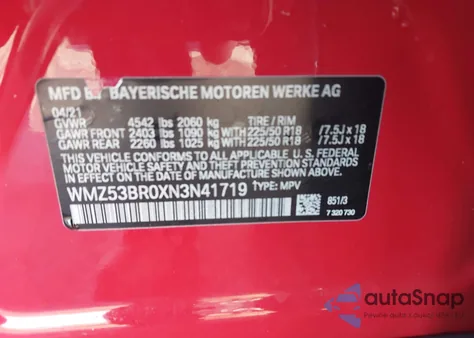 MFD BY BAYERISCHE MOTOREN WERKE AG
04/21
GVWR 4542 lbs 2060 kg TIRE / RIM
GAWR FRONT 2403 lbs 1090 kg WITH 225/50 R18 /7.5J x 18
GAWR REAR 2260 lbs 1025 kg WITH 225/50 R18 /7.5J x 18
THIS VEHICLE CONFORMS TO ALL APPLICABLE U.S. FEDERAL
MOTOR VEHICLE SAFETY, BUMPER, AND THEFT PREVENTION
STANDARDS IN EFFECT ON THE DATE OF MANUFACTURE SHOWN ABOVE.
WMZ53BR0XN3N41719 TYPE: MPV
851/3
7 320 730
autoSnap